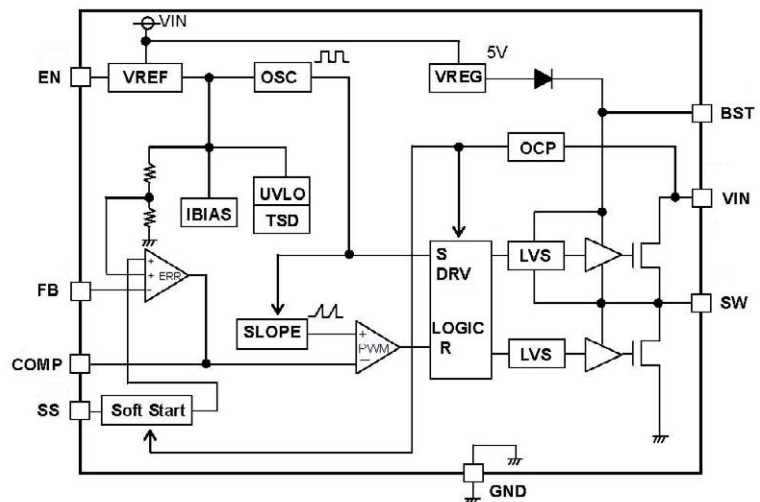 VIN
5V
EN
VREF
OSC
VREG
BST
OCP
VIN
UVLO
IBIAS
TSD
S
LVS
DRV
+
+ ERR
−
FB
SW
SLOPE
+
LOGIC
PWM
R
LVS
−
COMP
SS
Soft Start
GND